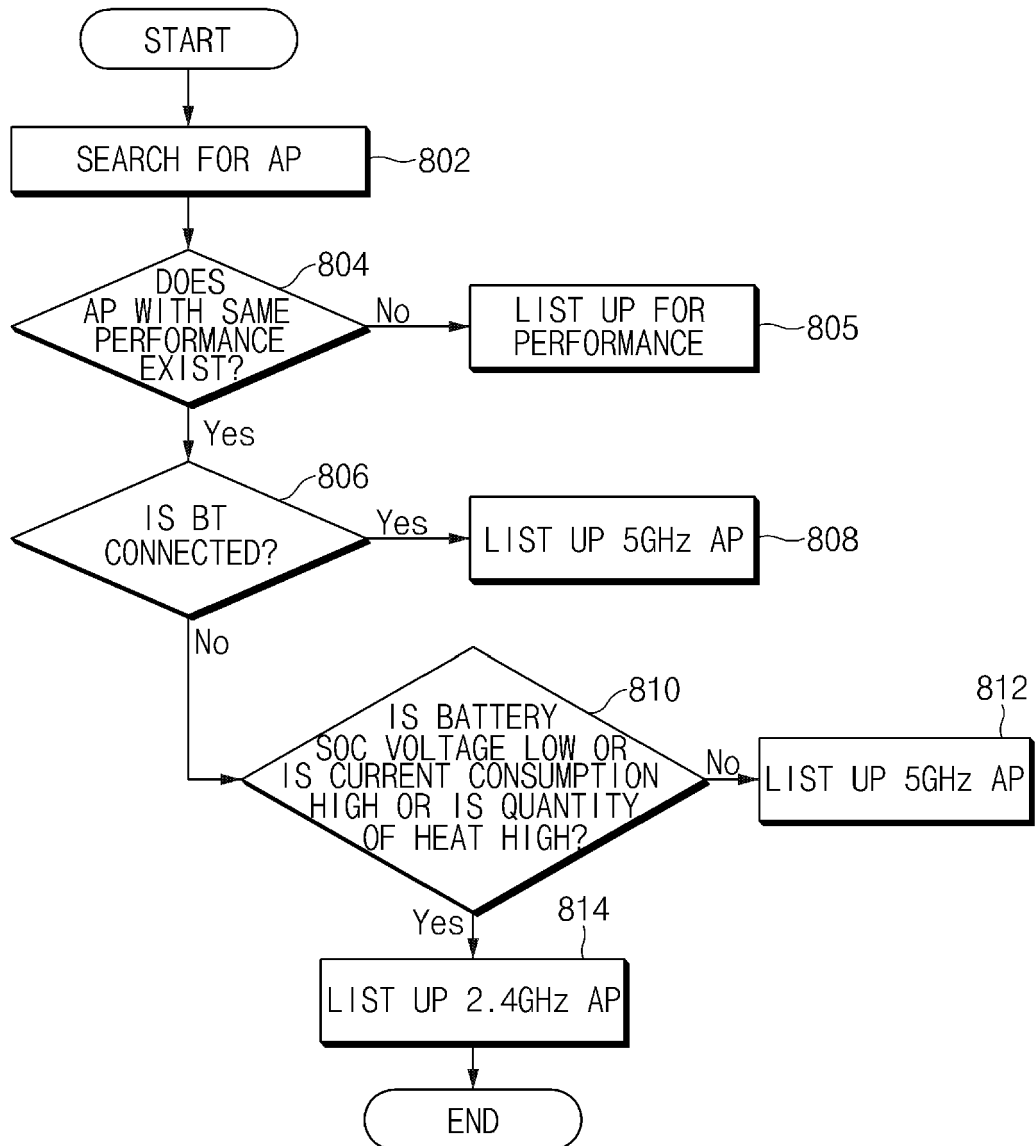 START
SEARCH FOR AP
802
804
DOES
AP WITH SAME
PERFORMANCE
EXIST?
No
LIST UP FOR
PERFORMANCE
805
Yes
806
IS BT
CONNECTED?
Yes
LIST UP 5GHz AP
808
No
810
IS BATTERY
SOC VOLTAGE LOW OR
IS CURRENT CONSUMPTION
HIGH OR IS QUANTITY
OF HEAT HIGH?
No
812
LIST UP 5GHz AP
Yes
814
LIST UP 2.4GHz AP
END